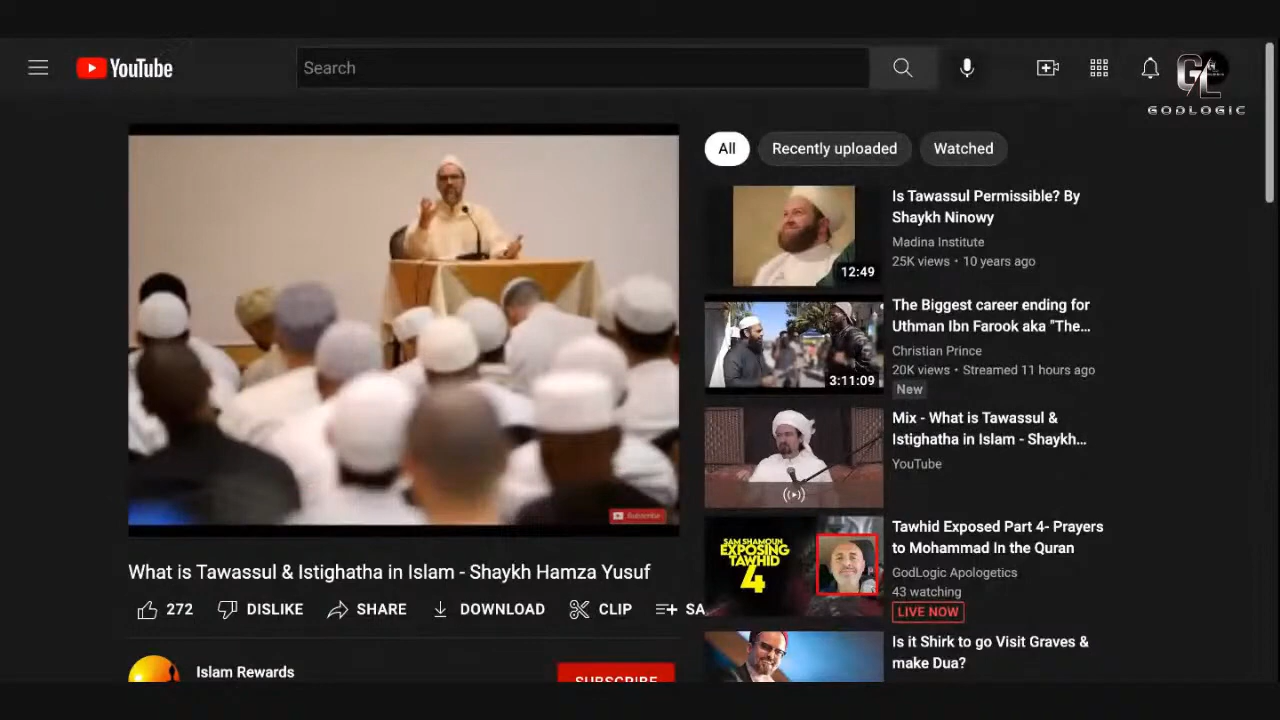 YouTube
Search
GL
GODLOGIC
All
Recently uploaded
Watched
Is Tawassul Permissible? By
Shaykh Ninowy
Madina Institute
25K views • 10 years ago
12:49
The Biggest career ending for
Uthman Ibn Farook aka "The...
Christian Prince
20K views • Streamed 11 hours ago
New
3:11:09
Mix - What is Tawassul &
Istighatha in Islam - Shaykh...
YouTube
SAM SHAMOUN
EXPOSING
TAWHID
4
Tawhid Exposed Part 4- Prayers
to Mohammad In the Quran
GodLogic Apologetics
43 watching
LIVE NOW
Is it Shirk to go Visit Graves &
make Dua?
Subscribe
What is Tawassul & Istighatha in Islam - Shaykh Hamza Yusuf
272
DISLIKE
SHARE
DOWNLOAD
CLIP
SA
Islam Rewards
SUBSCRIBE